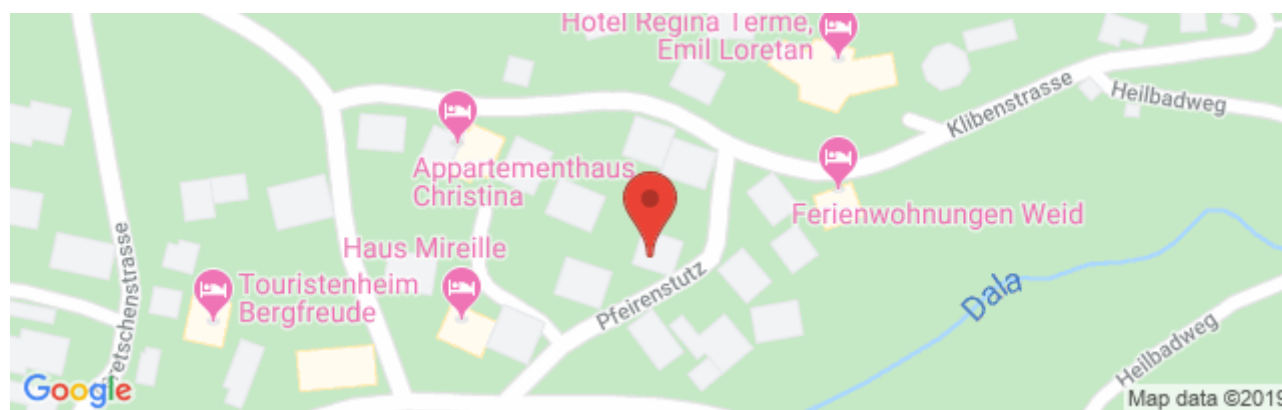 Hotel Regina Terme,
Emil Loretan
Klibenstrasse
Heilbadweg
Appartementhaus
Christina
Ferienwohnungen Weid
Haus Mireille
Touristenheim
Bergfreude
Pfeirenstutz
Dala
Heilbadweg
Google
Map data ©2019